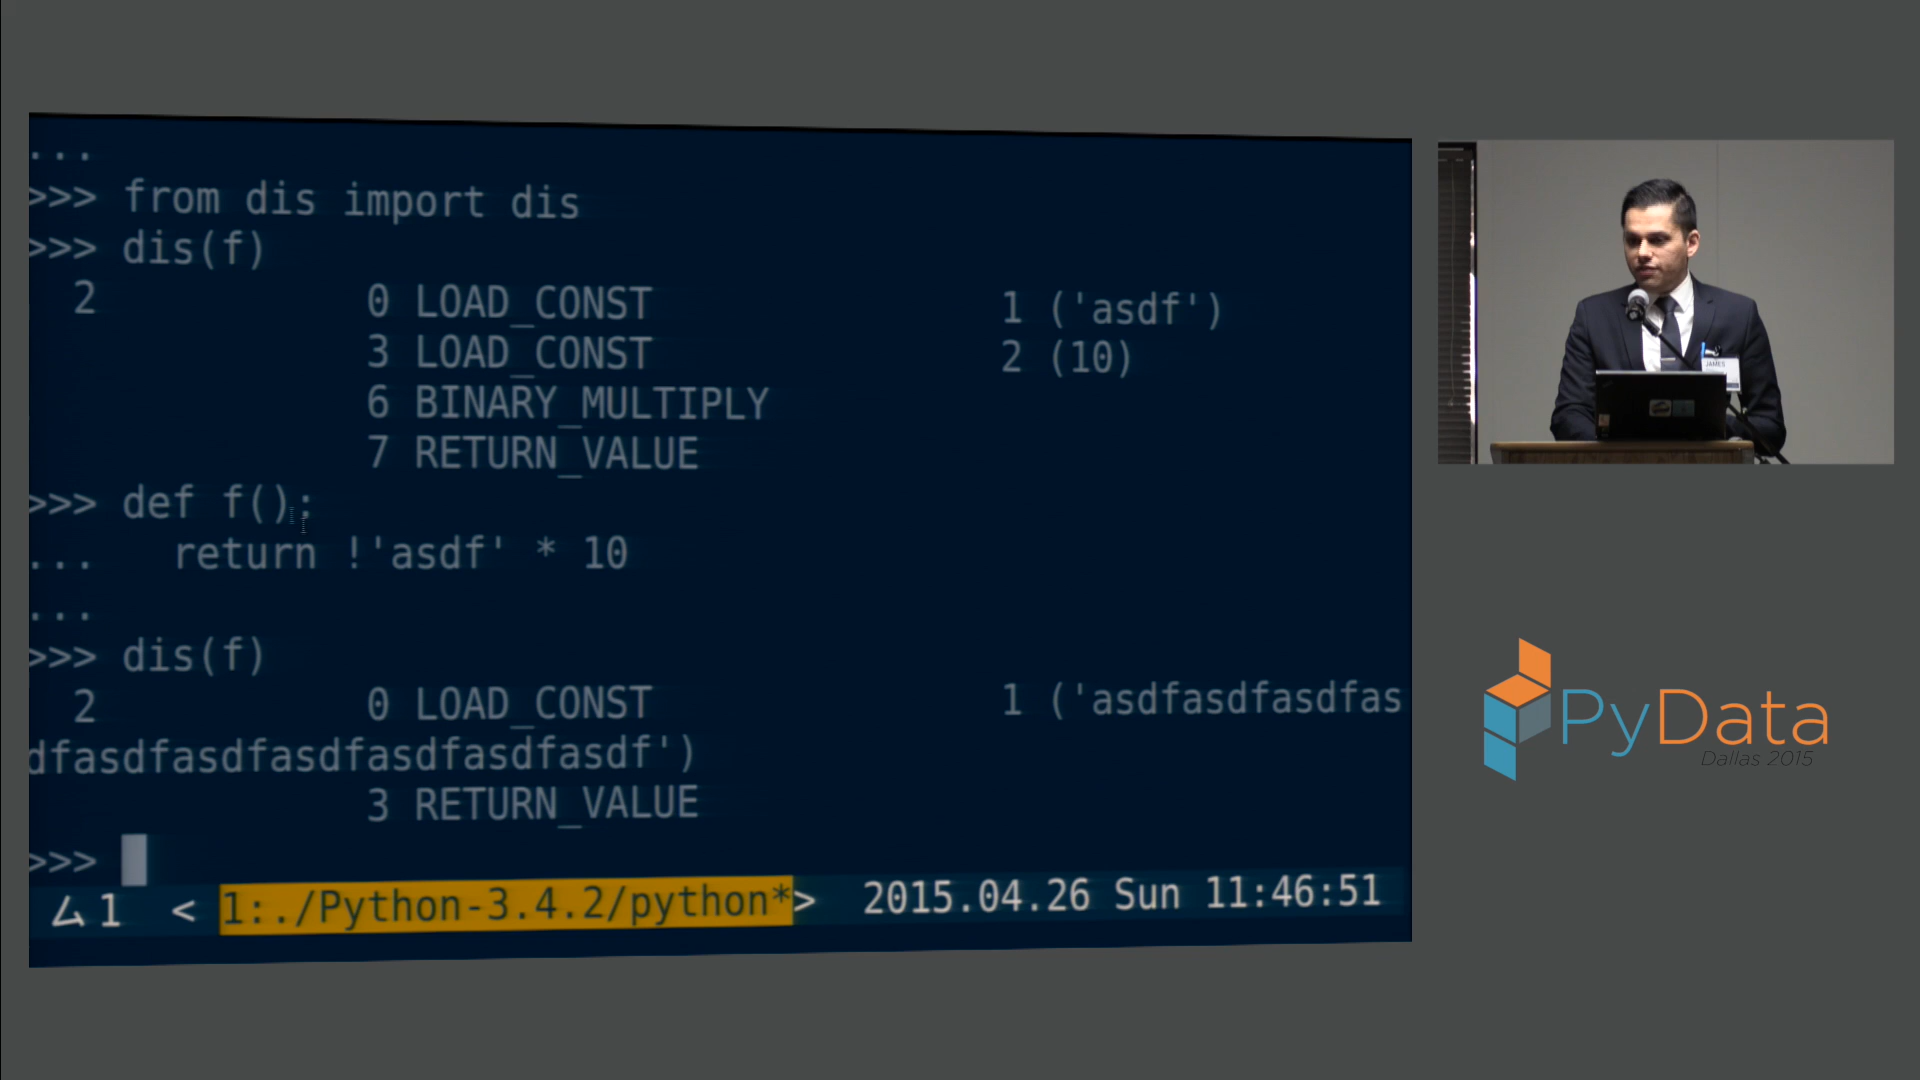 ...
>>> from dis import dis
>>> dis(f)
2 0 LOAD_CONST 1 ('asdf')
3 LOAD_CONST 2 (10)
6 BINARY_MULTIPLY
7 RETURN_VALUE
>>> def f():
... return !'asdf' * 10
...
>>> dis(f)
2 0 LOAD_CONST 1 ('asdfasdfasdfas
dfasdfasdfasdfasdfasdfasdf')
3 RETURN_VALUE
>>>
1 < 1:./Python-3.4.2/python*> 2015.04.26 Sun 11:46:51
JAMES
PyData
Dallas 2015